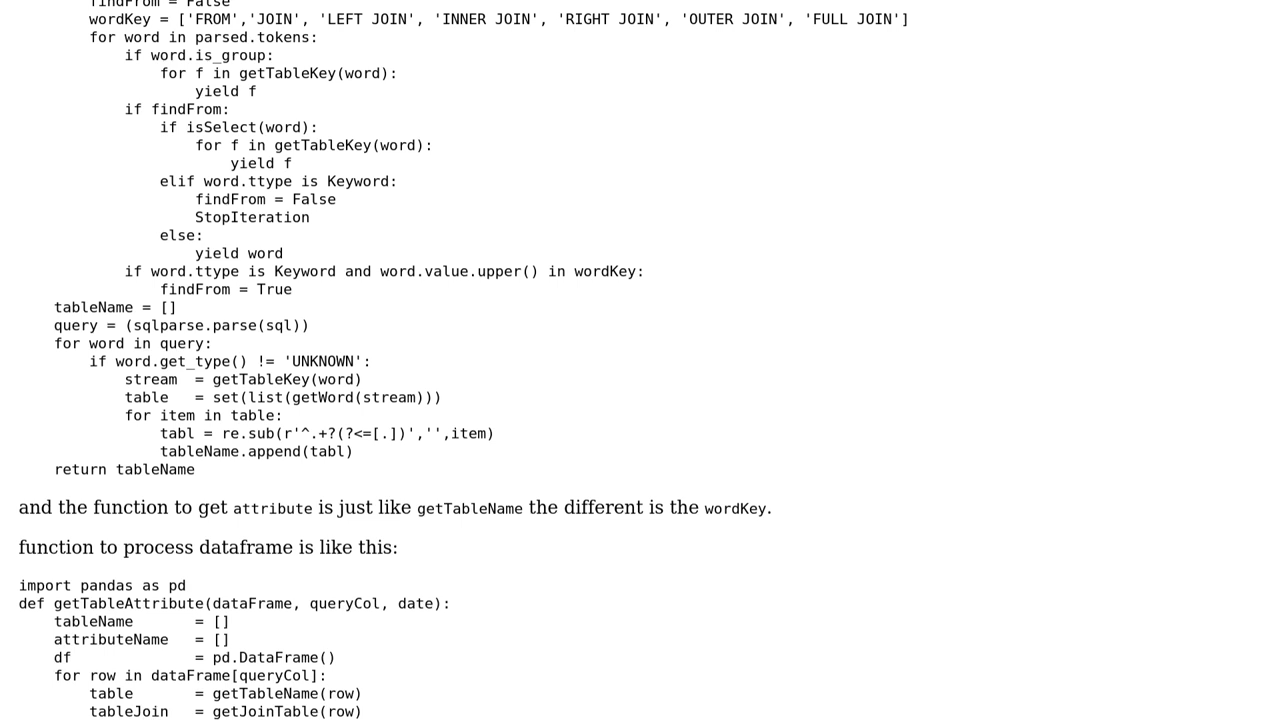 findFrom = False
wordKey = ['FROM','JOIN', 'LEFT JOIN', 'INNER JOIN', 'RIGHT JOIN', 'OUTER JOIN', 'FULL JOIN']
for word in parsed.tokens:
if word.is_group:
for f in getTableKey(word):
yield f
if findFrom:
if isSelect(word):
for f in getTableKey(word):
yield f
elif word.ttype is Keyword:
findFrom = False
StopIteration
else:
yield word
if word.ttype is Keyword and word.value.upper() in wordKey:
findFrom = True
tableName = []
query = (sqlparse.parse(sql))
for word in query:
if word.get_type() != 'UNKNOWN':
stream  = getTableKey(word)
table   = set(list(getWord(stream)))
for item in table:
tabl = re.sub(r'^.+?(?<=[.])','',item)
tableName.append(tabl)
return tableName
and the function to get attribute is just like getTableName the different is the wordKey.
function to process dataframe is like this:
import pandas as pd
def getTableAttribute(dataFrame, queryCol, date):
tableName       = []
attributeName   = []
df              = pd.DataFrame()
for row in dataFrame[queryCol]:
table       = getTableName(row)
tableJoin   = getJoinTable(row)